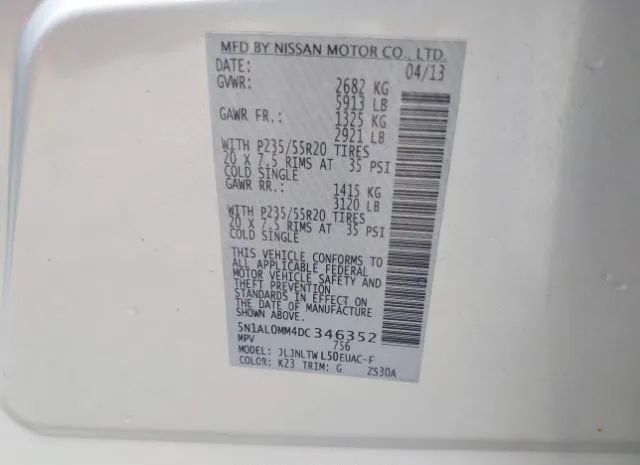 MFD BY NISSAN MOTOR CO., LTD.
DATE: 04/13
GVWR: 2682 KG
5913 LB
GAWR FR.: 1325 KG
2921 LB
WITH P235/55R20 TIRES
20 X 7.5 RIMS AT 35 PSI
COLD SINGLE
GAWR RR.: 1415 KG
3120 LB
WITH P235/55R20 TIRES
20 X 7.5 RIMS AT 35 PSI
COLD SINGLE
THIS VEHICLE CONFORMS TO
ALL APPLICABLE FEDERAL
MOTOR VEHICLE SAFETY AND
THEFT PREVENTION
STANDARDS IN EFFECT ON
THE DATE OF MANUFACTURE
SHOWN ABOVE.
5N1AL0MM4DC346352
MPV 756
MODEL: JLJNLTWL50EUAC-F
COLOR: K23 TRIM: G ZS30A